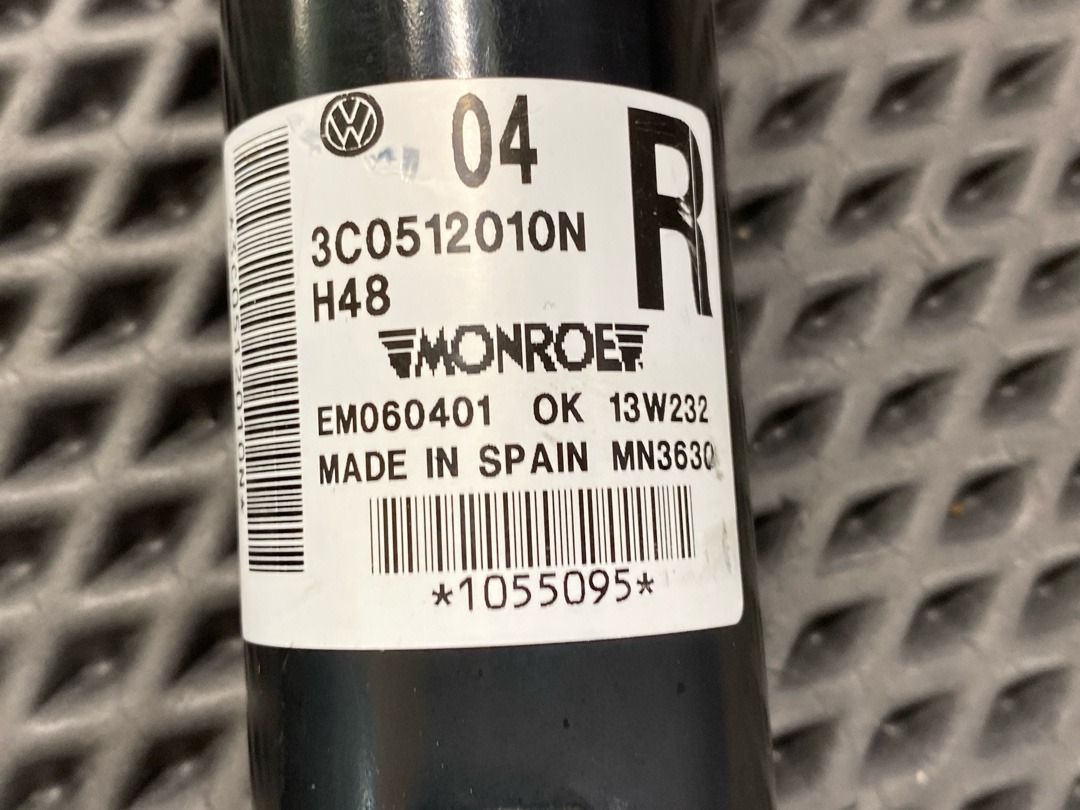 04
R
3C0512010N
H48
MONROE
EM060401 OK 13W232
MADE IN SPAIN MN3630
*1055095*